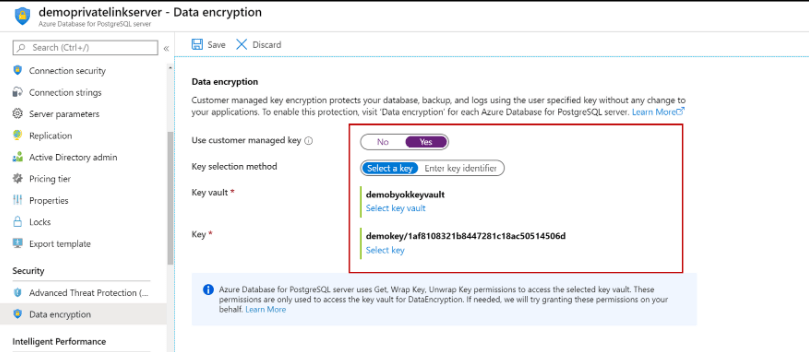 demoprivatelinkserver - Data encryption
Azure Database for PostgreSQL server
Search (Ctrl+/)
«
Save
Discard
Connection security
Connection strings
Server parameters
Replication
Active Directory admin
Pricing tier
Properties
Locks
Export template
Security
Advanced Threat Protection (...
Data encryption
Intelligent Performance
Data encryption
Customer managed key encryption protects your database, backup, and logs using the user specified key without any change to
your applications. To enable this protection, visit 'Data encryption' for each Azure Database for PostgreSQL server. Learn More
Use customer managed key
No
Yes
Key selection method
Select a key
Enter key identifier
Key vault *
demobyokkeyvault
Select key vault
Key *
demokey/1af8108321b8447281c18ac50514506d
Select key
Azure Database for PostgreSQL server uses Get, Wrap Key, Unwrap Key permissions to access the selected key vault. These
permissions are only used to access the key vault for DataEncryption. If needed, we will try granting these permissions on your
behalf. Learn More